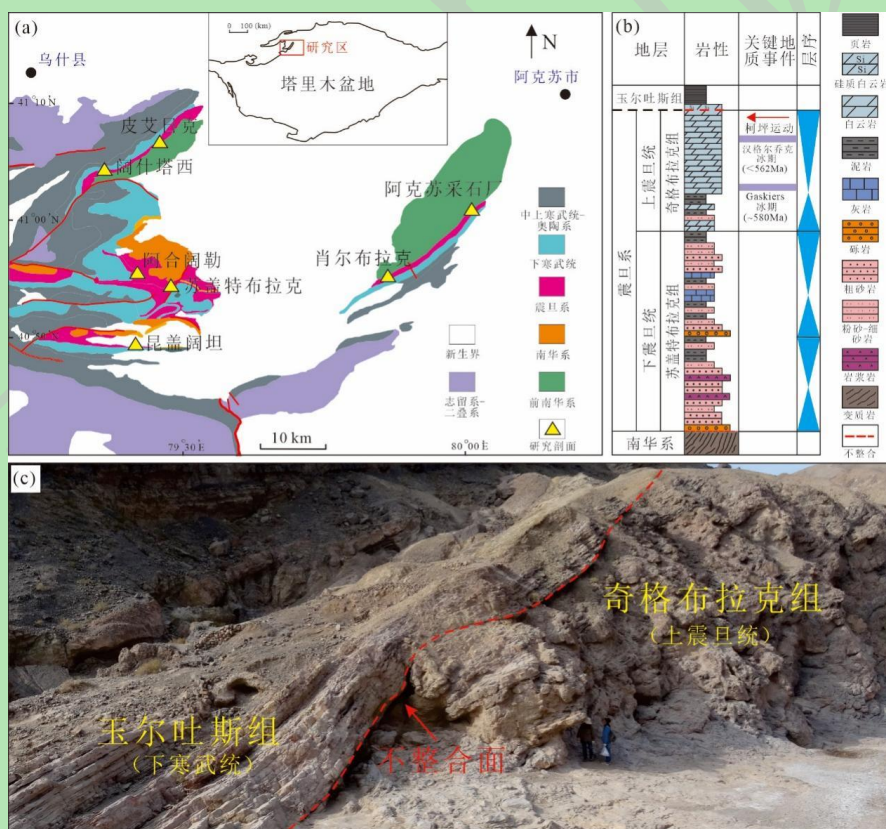 (a)
0 100 (km)
研究区
塔里木盆地
N
乌什县
阿克苏市
41°10′
皮艾
克
阔什塔西
41°00′
阿克苏采石厂
阿合阔勒
肖尔布拉克
苏盖特布拉克
昆盖阔坦
79°30′
10 km
80°00′
中上寒武统-
奥陶系
下寒武统
震旦系
新生界
南华系
志留系-
二叠系
前南华系
研究剖面
(b)
地层
岩性
关键地
质事件
层序
玉尔吐斯组
震旦系
上震旦统
奇格布拉克组
下震旦统
苏盖特布拉克组
南华系
柯坪运动
汉格尔乔克
冰期
(<562Ma)
Gaskiers
冰期
(~580Ma)
页岩
Si
Si
硅质白云岩
白云岩
泥岩
灰岩
砾岩
粗砂岩
粉砂-细
砂岩
岩浆岩
变质岩
不整合
(c)
奇格布拉克组
(上震旦统)
玉尔吐斯组
(下寒武统)
不整合面